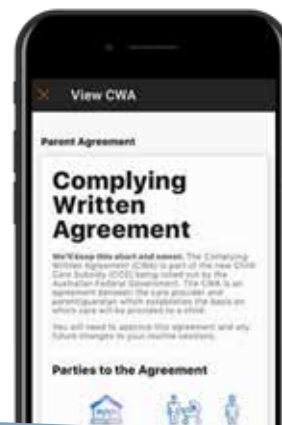 View CWA
Parent Agreement
Complying
Written
Agreement
We'll keep this short and sweet. The Complying
Written Agreement (CWA) is part of the new Child
Care Subsidy (CCS) being rolled out by the
Australian Federal Government. The CWA is an
agreement between the care provider and
parent/guardian which establishes the basis on
which care will be provided to a child.
You will need to approve this agreement and any
future changes to your routine sessions.
Parties to the Agreement